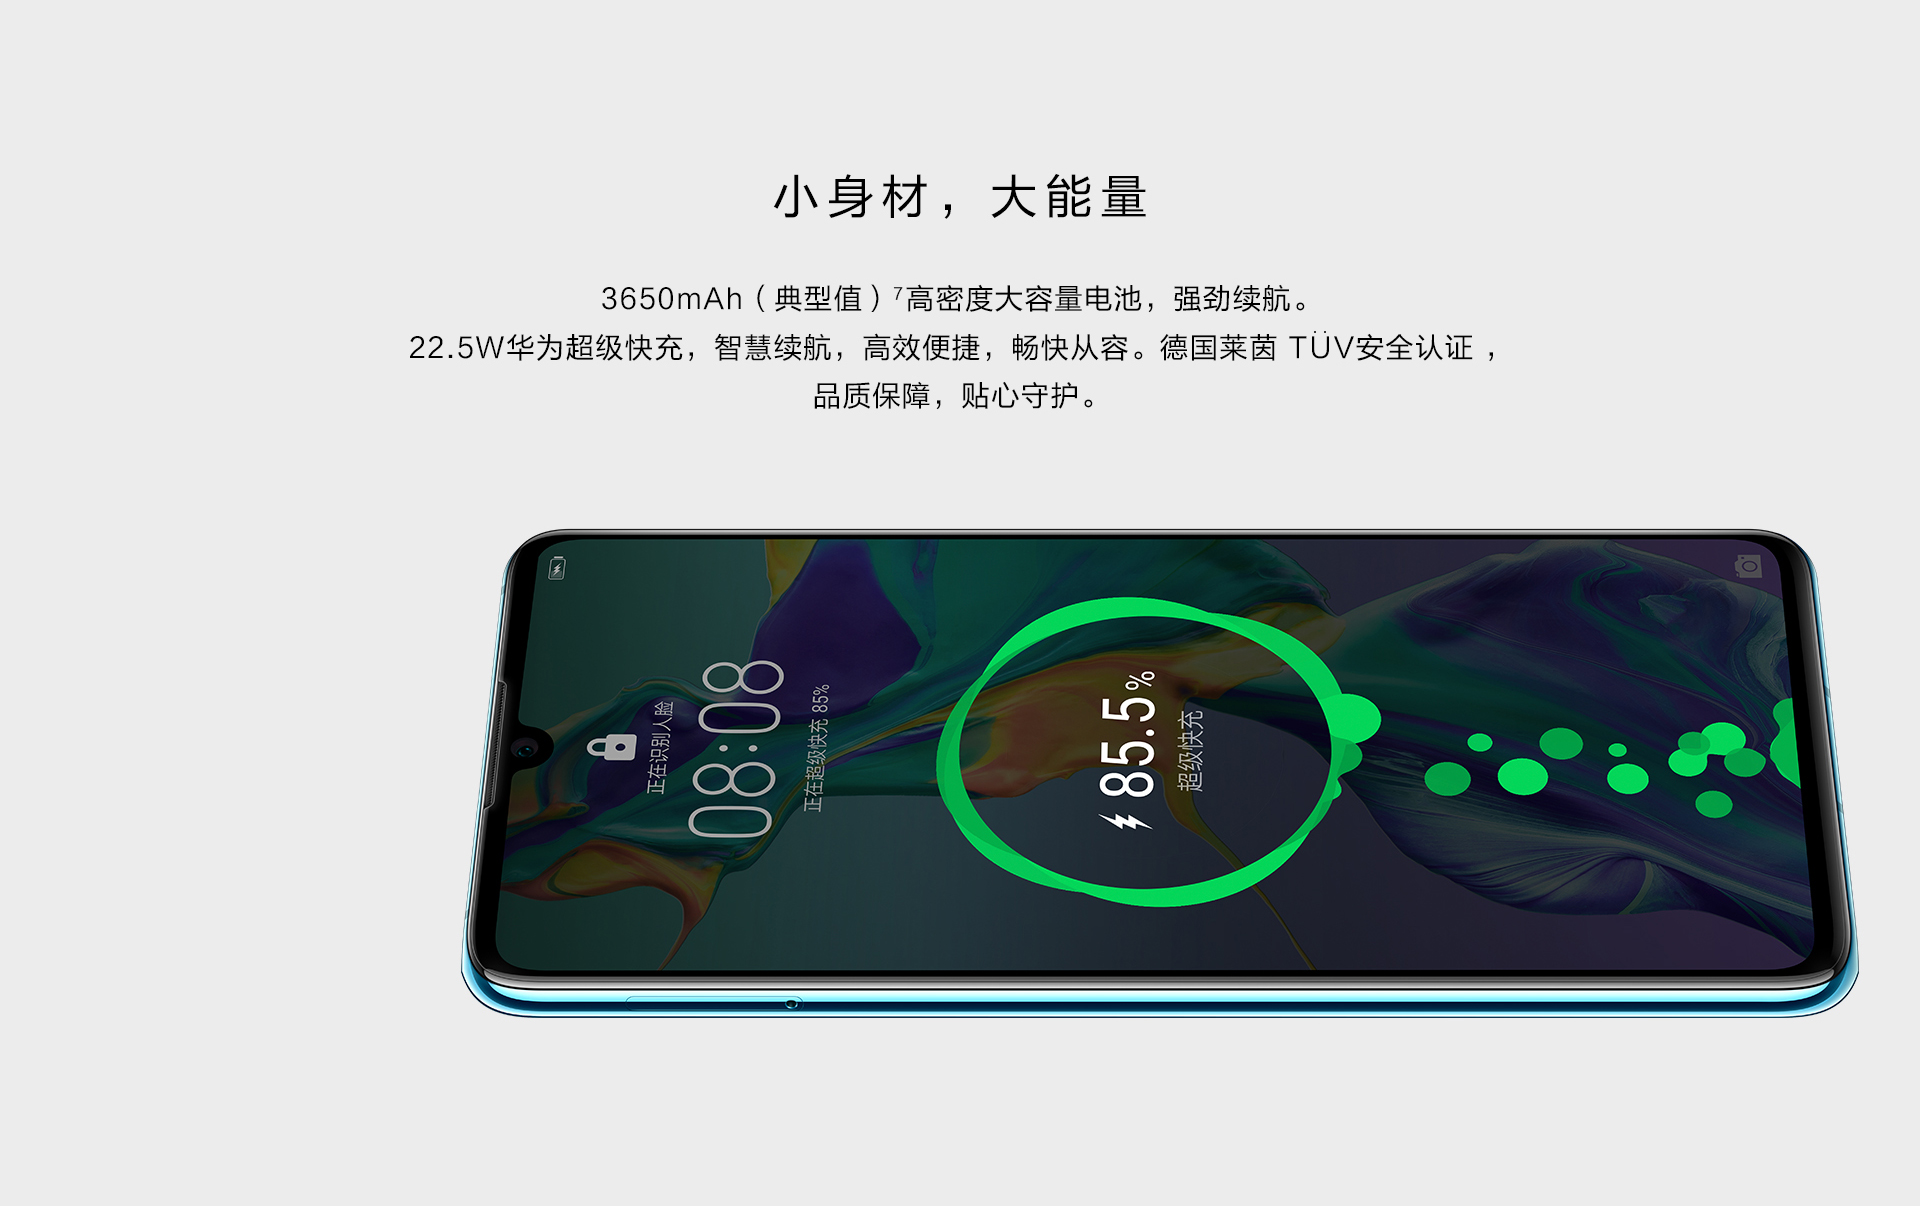 小身材，大能量
3650mAh（典型值）⁷高密度大容量电池，强劲续航。
22.5W华为超级快充，智慧续航，高效便捷，畅快从容。德国莱茵 TÜV安全认证 ，
品质保障，贴心守护。
正在识别人脸
08:08
正在超级快充 85%
85.5%
超级快充